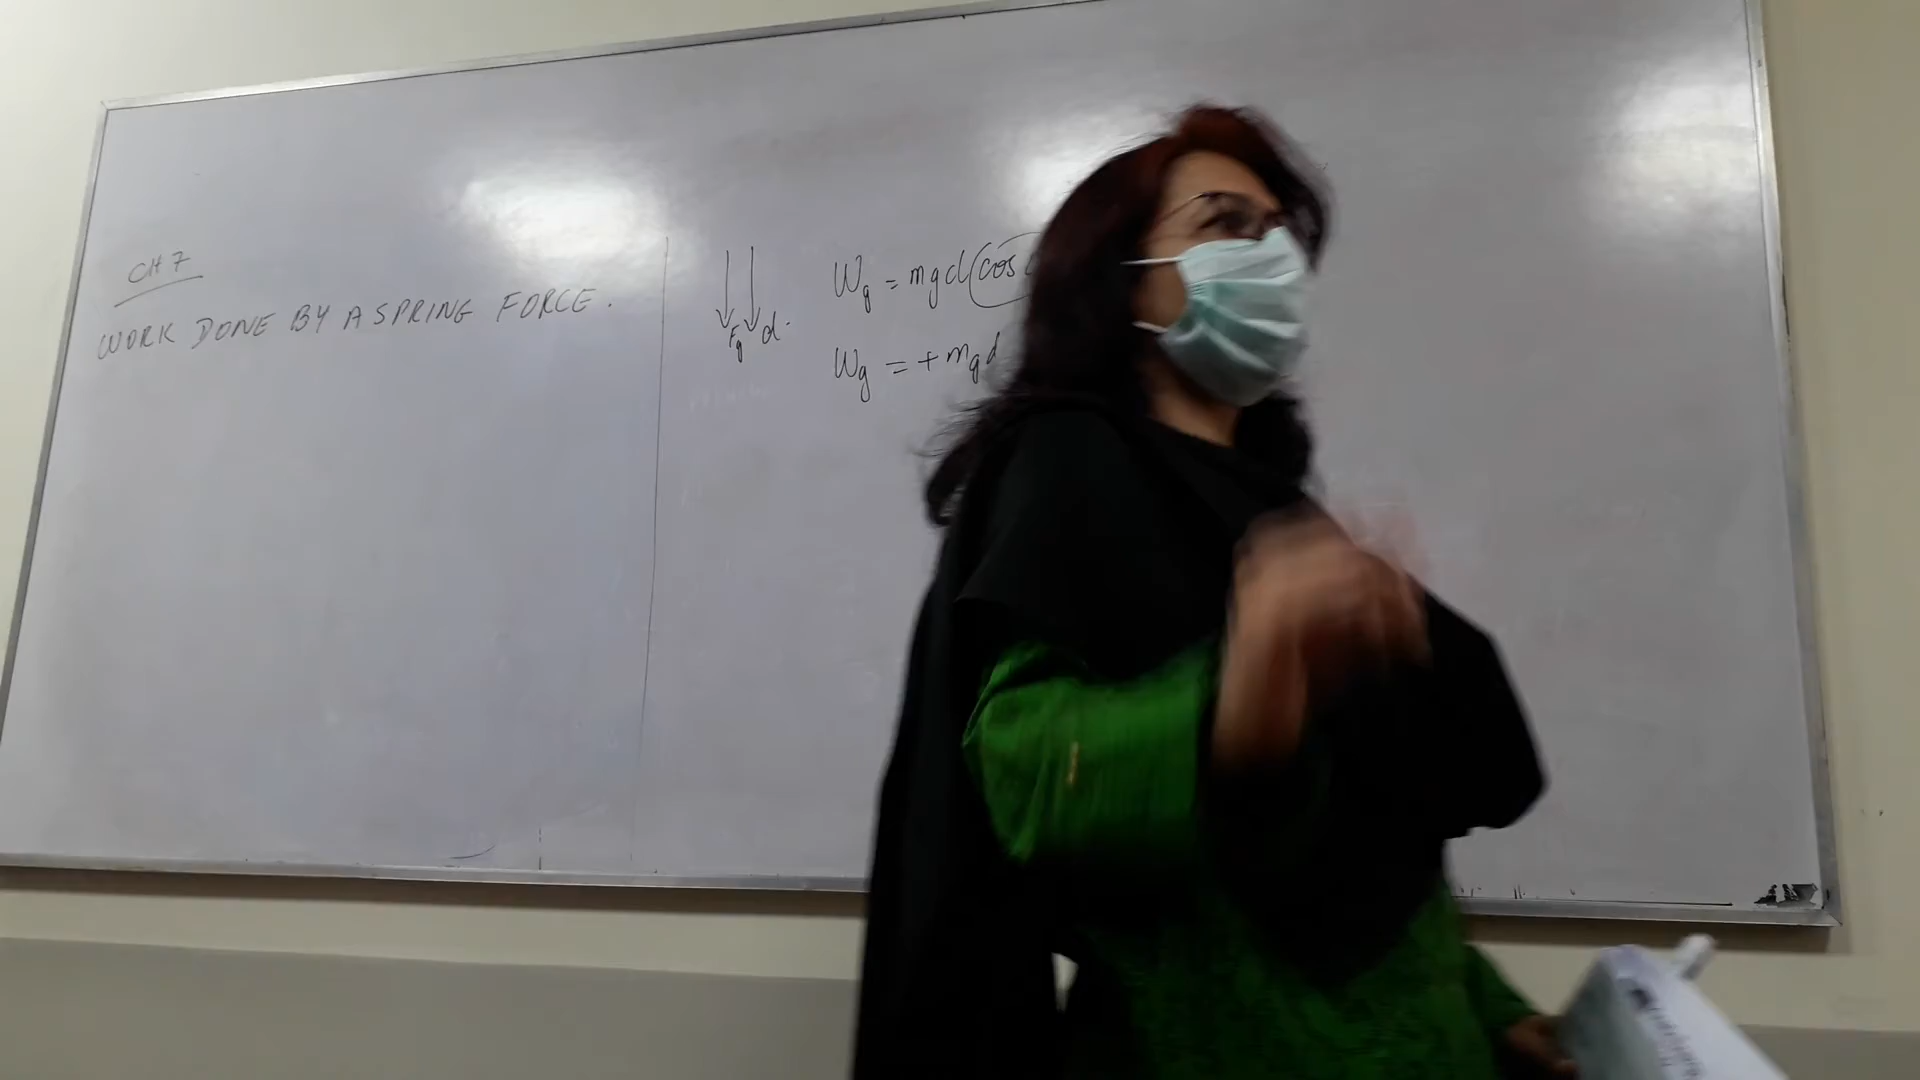 CH 7
WORK DONE BY A SPRING FORCE.
Fg d.
Wg = mgd cos
Wg = + mgd